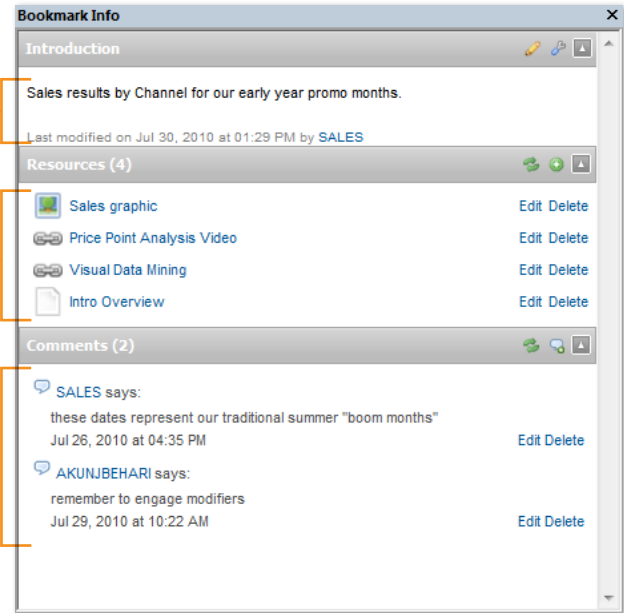 Bookmark Info
Introduction
Sales results by Channel for our early year promo months.
Last modified on Jul 30, 2010 at 01:29 PM by SALES
Resources (4)
Sales graphic Edit Delete
Price Point Analysis Video Edit Delete
Visual Data Mining Edit Delete
Intro Overview Edit Delete
Comments (2)
SALES says:
these dates represent our traditional summer "boom months"
Jul 26, 2010 at 04:35 PM Edit Delete
AKUNJBEHARI says:
remember to engage modifiers
Jul 29, 2010 at 10:22 AM Edit Delete